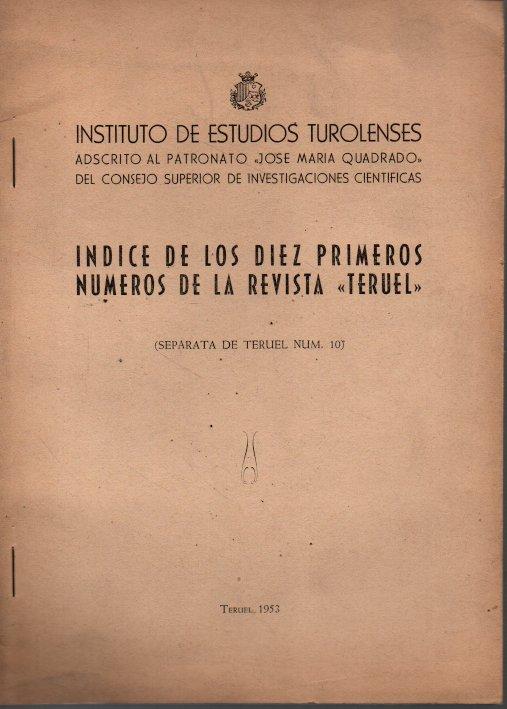 INSTITUTO DE ESTUDIOS TUROLENSES
ADSCRITO AL PATRONATO «JOSE MARIA QUADRADO»
DEL CONSEJO SUPERIOR DE INVESTIGACIONES CIENTIFICAS
INDICE DE LOS DIEZ PRIMEROS
NUMEROS DE LA REVISTA «TERUEL»
(SEPARATA DE TERUEL NUM. 10)
TERUEL, 1953